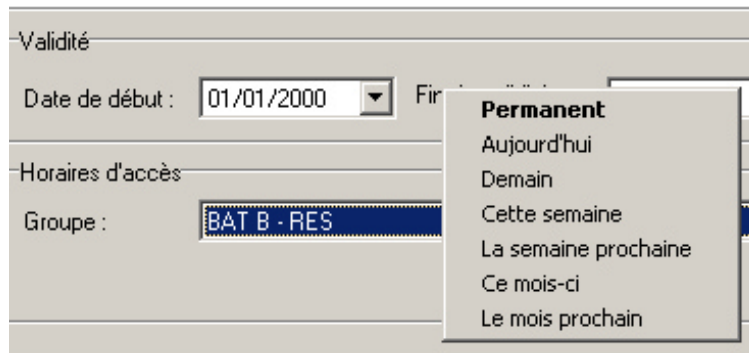 Validité
Date de début : 01/01/2000
Permanent
Aujourd'hui
Demain
Cette semaine
La semaine prochaine
Ce mois-ci
Le mois prochain
Horaires d'accès
Groupe : BAT B - RES